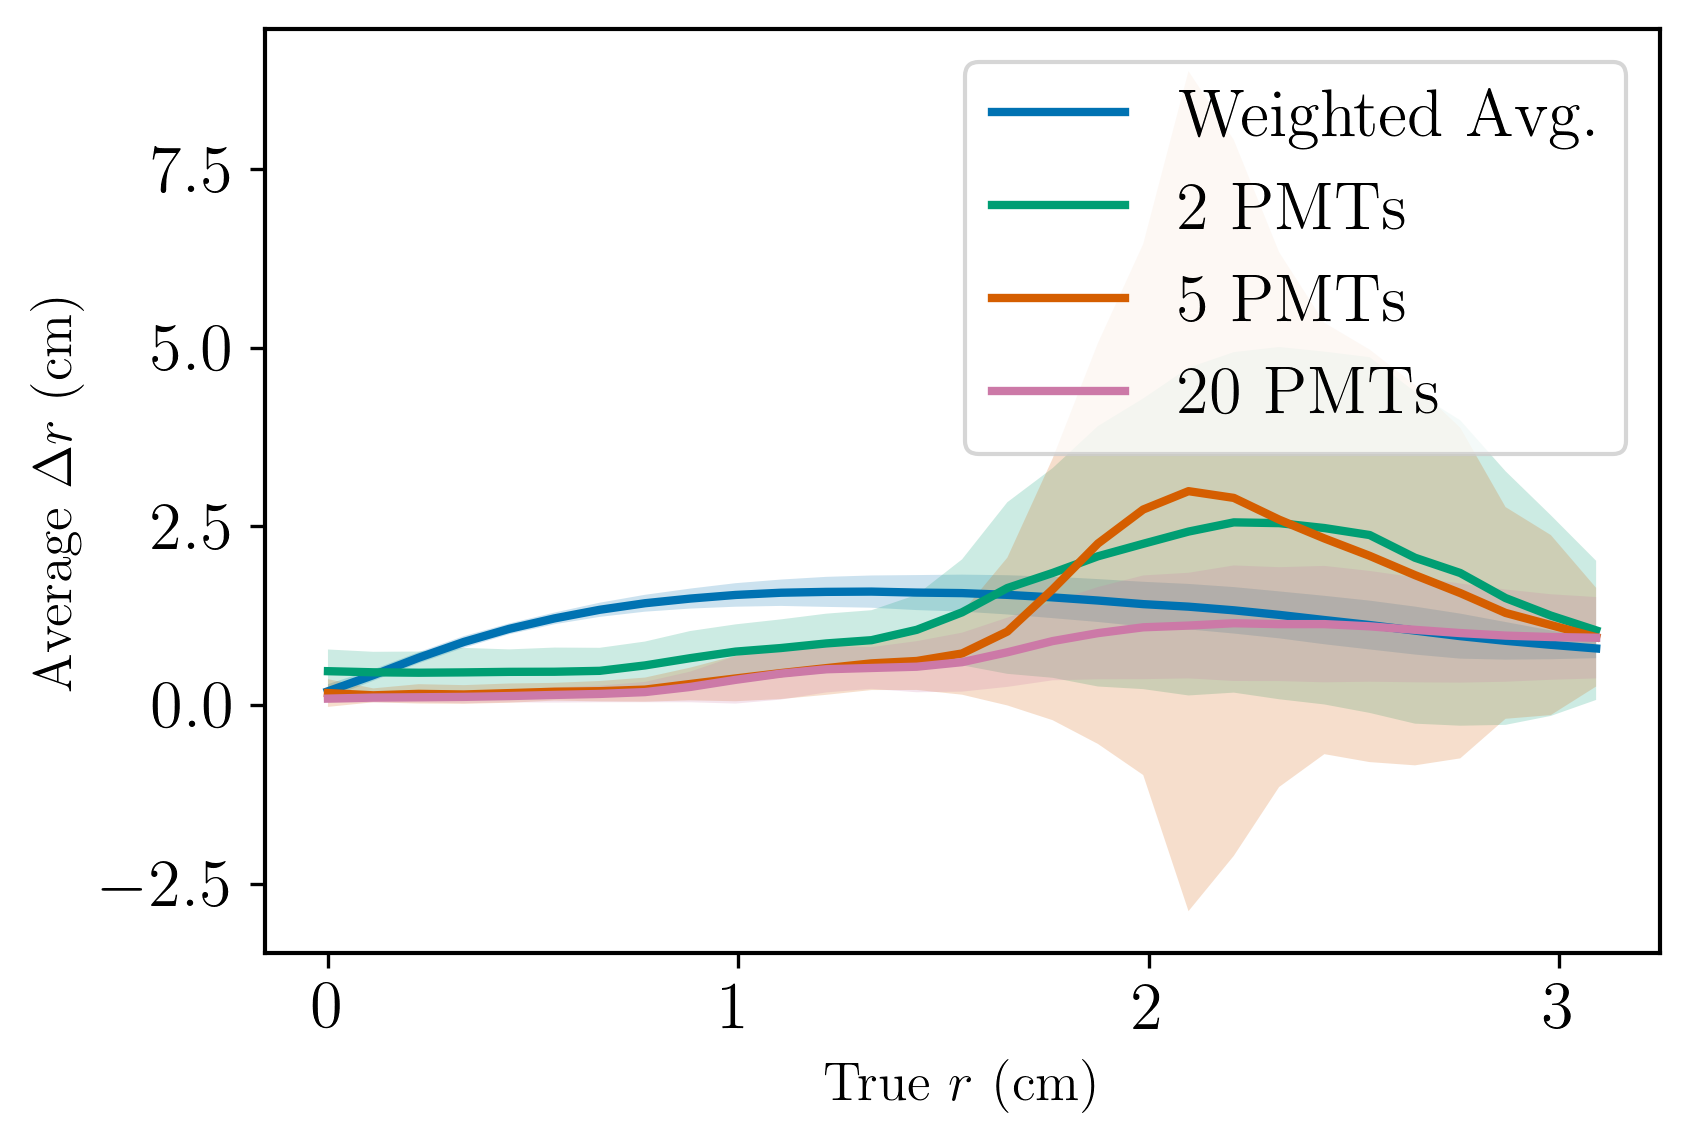 Weighted Avg.
2 PMTs
5 PMTs
20 PMTs
7.5
5.0
2.5
0.0
−2.5
Average Δr (cm)
0 1 2 3
True r (cm)